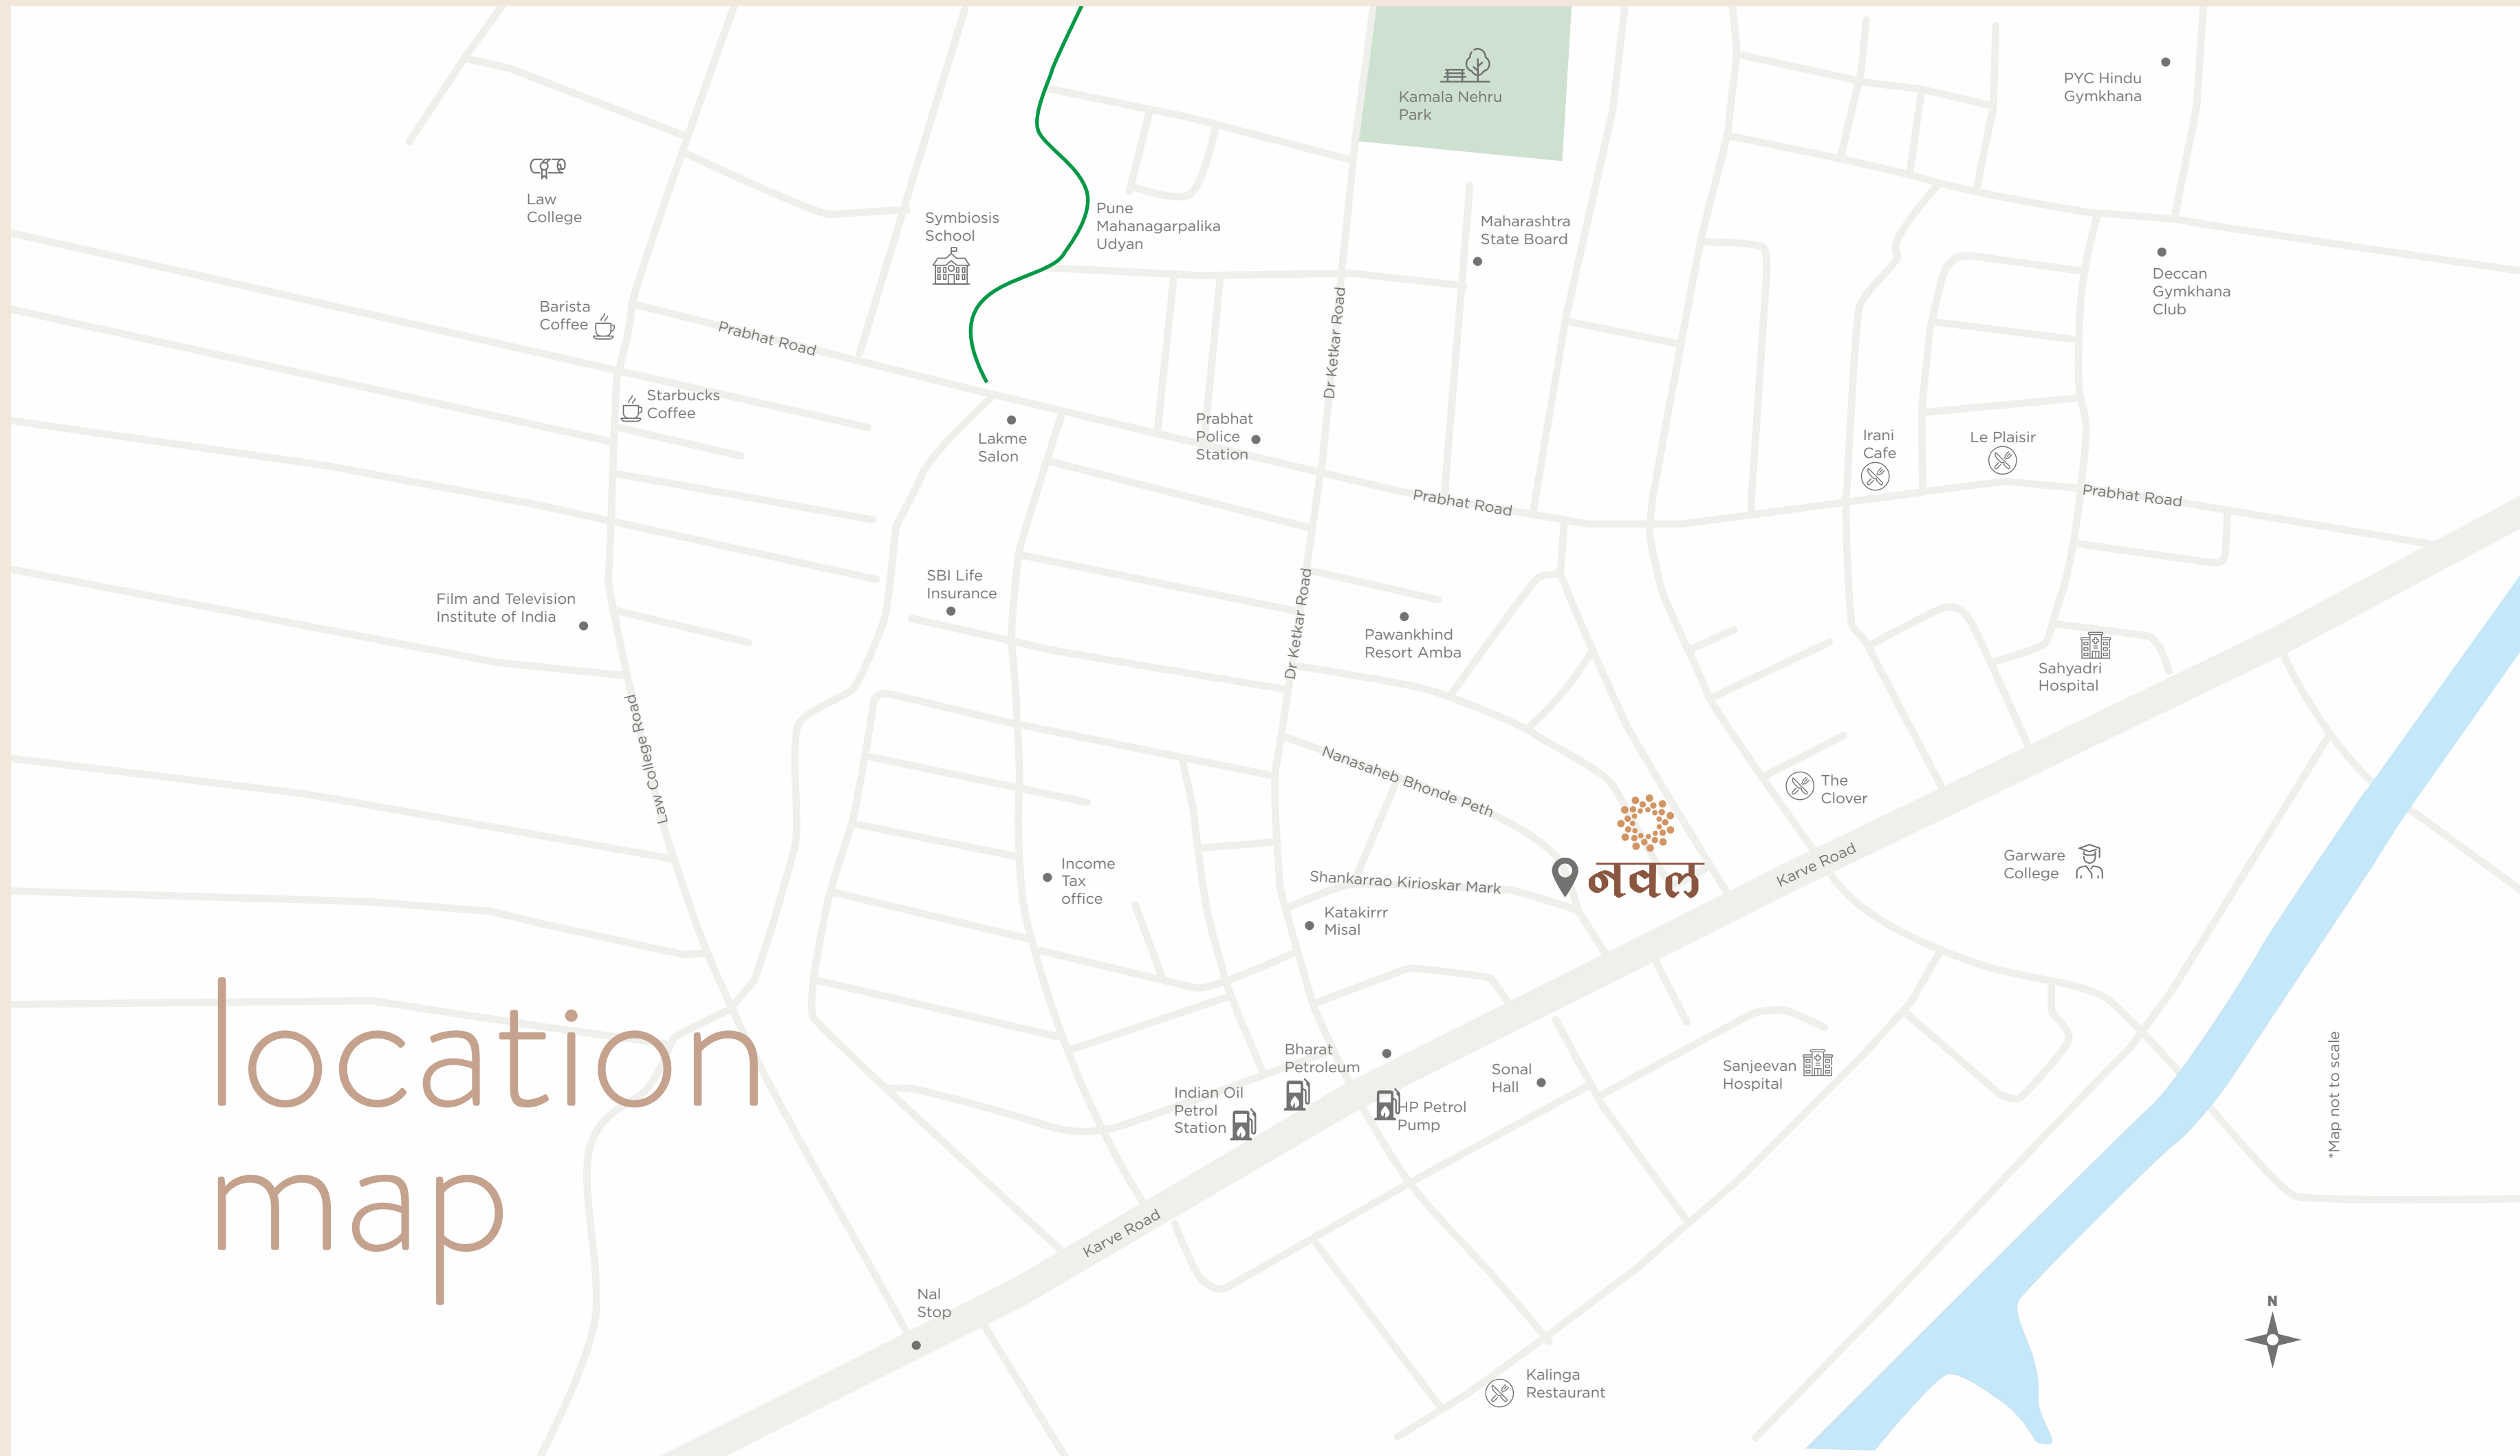 Kamala Nehru
Park
PYC Hindu
Gymkhana
Law
College
Symbiosis
School
Pune
Mahanagarpalika
Udyan
Maharashtra
State Board
Deccan
Gymkhana
Club
Barista
Coffee
Prabhat Road
Dr Ketkar Road
Starbucks
Coffee
Lakme
Salon
Prabhat
Police
Station
Irani
Cafe
Le Plaisir
Prabhat Road
Prabhat Road
SBI Life
Insurance
Film and Television
Institute of India
Dr Ketkar Road
Pawankhind
Resort Amba
Sahyadri
Hospital
Law College Road
Nanasaheb Bhonde Peth
The
Clover
Income
Tax
office
Shankarrao Kirioskar Mark
नवल
Karve Road
Garware
College
Katakirrr
Misal
location
map
Bharat
Petroleum
Indian Oil
Petrol
Station
HP Petrol
Pump
Sonal
Hall
Sanjeevan
Hospital
*Map not to scale
Karve Road
Nal
Stop
N
Kalinga
Restaurant